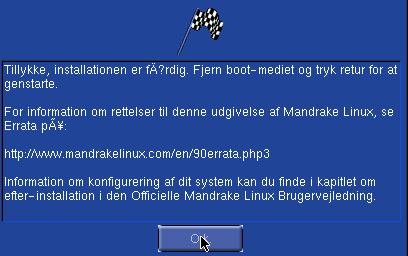 Tillykke, installationen er fÃ?rdig. Fjern boot-mediet og tryk retur for at
genstarte.
For information om rettelser til denne udgivelse af Mandrake Linux, se
Errata pÃ¥:
http://www.mandrakelinux.com/en/90errata.php3
Information om konfigurering af dit system kan du finde i kapitlet om
efter-installation i den Officielle Mandrake Linux Brugervejledning.